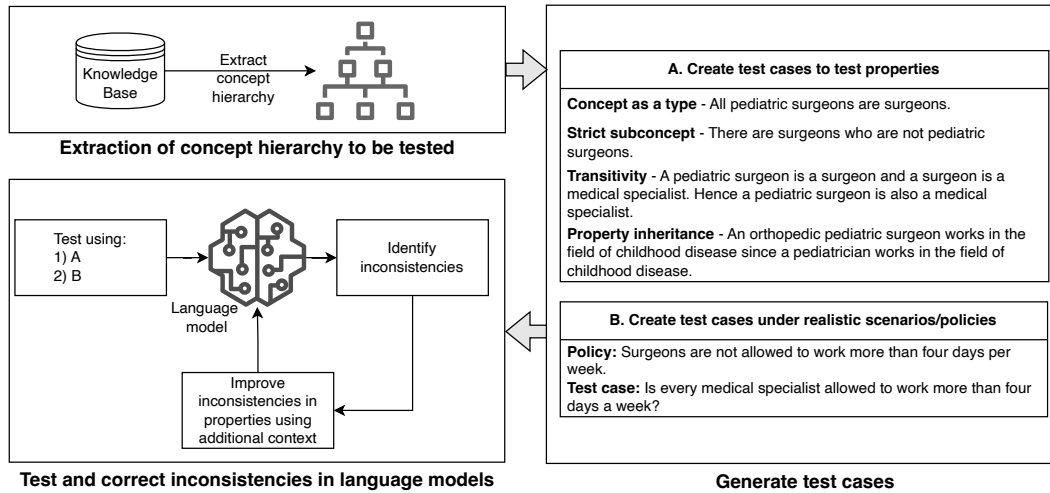 Knowledge
Base
Extract
concept
hierarchy
Extraction of concept hierarchy to be tested
A. Create test cases to test properties
Concept as a type - All pediatric surgeons are surgeons.
Strict subconcept - There are surgeons who are not pediatric
surgeons.
Transitivity - A pediatric surgeon is a surgeon and a surgeon is a
medical specialist. Hence a pediatric surgeon is also a medical
specialist.
Property inheritance - An orthopedic pediatric surgeon works in the
field of childhood disease since a pediatrician works in the field of
childhood disease.
B. Create test cases under realistic scenarios/policies
Policy: Surgeons are not allowed to work more than four days per
week.
Test case: Is every medical specialist allowed to work more than four
days a week?
Generate test cases
Test using:
1) A
2) B
Language
model
Identify
inconsistencies
Improve
inconsistencies in
properties using
additional context
Test and correct inconsistencies in language models